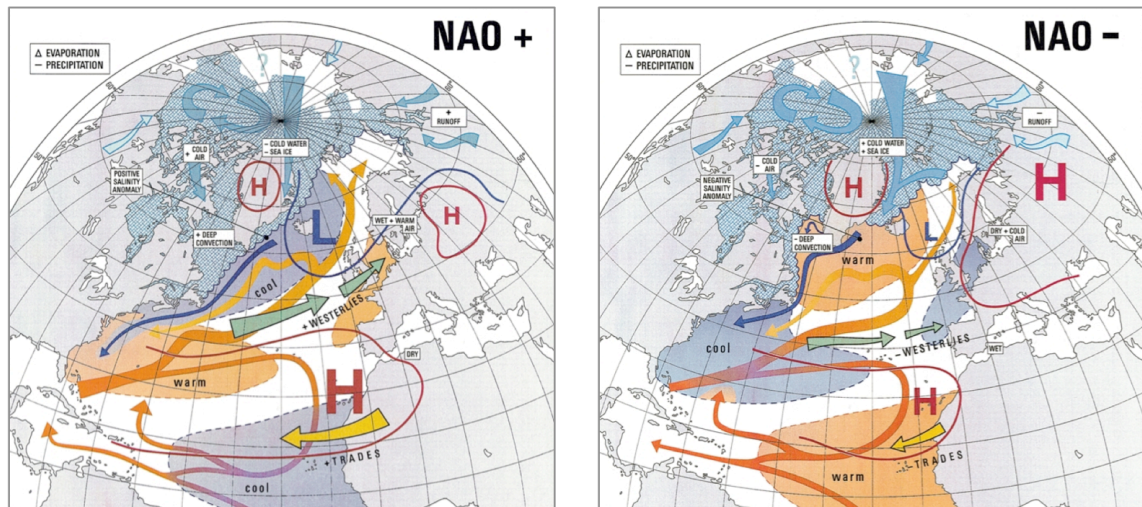 NAO +
Δ EVAPORATION
— PRECIPITATION
?
+
RUNOFF
+ COLD
AIR
− COLD WATER
− SEA ICE
POSITIVE
SALINITY
ANOMALY
H
H
L
WET + WARM
AIR
+ DEEP
CONVECTION
cool
+ WESTERLIES
DRY
warm
H
+ TRADES
cool
NAO −
Δ EVAPORATION
— PRECIPITATION
?
−
RUNOFF
− COLD
AIR
+ COLD WATER
+ SEA ICE
NEGATIVE
SALINITY
ANOMALY
H
H
L
DRY + COLD
AIR
− DEEP
CONVECTION
warm
cool
− WESTERLIES
WET
H
− TRADES
warm